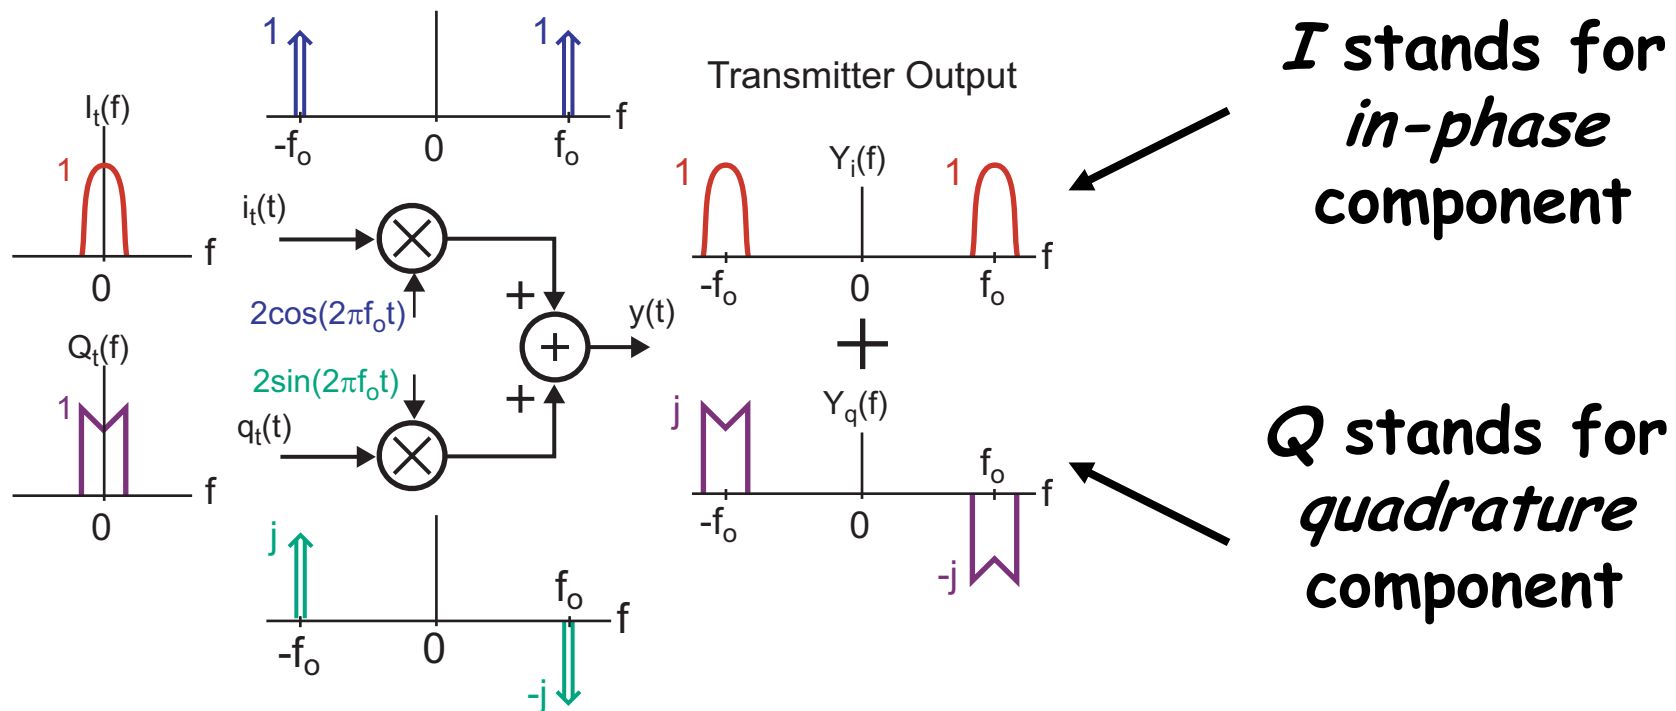 1 1
-fₒ 0 fₒ f
Iₜ(f)
1
0 f
iₜ(t)
2cos(2πfₒt)
+
Qₜ(f)
1
0 f
2sin(2πfₒt)
qₜ(t)
+
+
y(t)
j
-fₒ 0 fₒ f
-j
Transmitter Output
1 Yᵢ(f) 1
-fₒ 0 fₒ f
+
j Y_q(f)
-fₒ 0 fₒ f
-j
I stands for
in-phase
component
Q stands for
quadrature
component